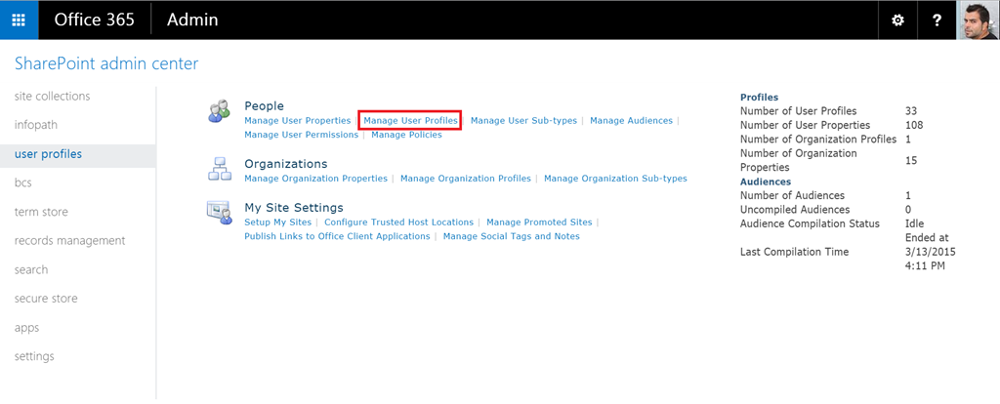 Office 365 Admin ?
SharePoint admin center
site collections
infopath
user profiles
bcs
term store
records management
search
secure store
apps
settings
People
Manage User Properties | Manage User Profiles | Manage User Sub-types | Manage Audiences |
Manage User Permissions | Manage Policies
Organizations
Manage Organization Properties | Manage Organization Profiles | Manage Organization Sub-types
My Site Settings
Setup My Sites | Configure Trusted Host Locations | Manage Promoted Sites |
Publish Links to Office Client Applications | Manage Social Tags and Notes
Profiles
Number of User Profiles 33
Number of User Properties 108
Number of Organization Profiles 1
Number of Organization
Properties 15
Audiences
Number of Audiences 1
Uncompiled Audiences 0
Audience Compilation Status Idle
Ended at
Last Compilation Time 3/13/2015
4:11 PM